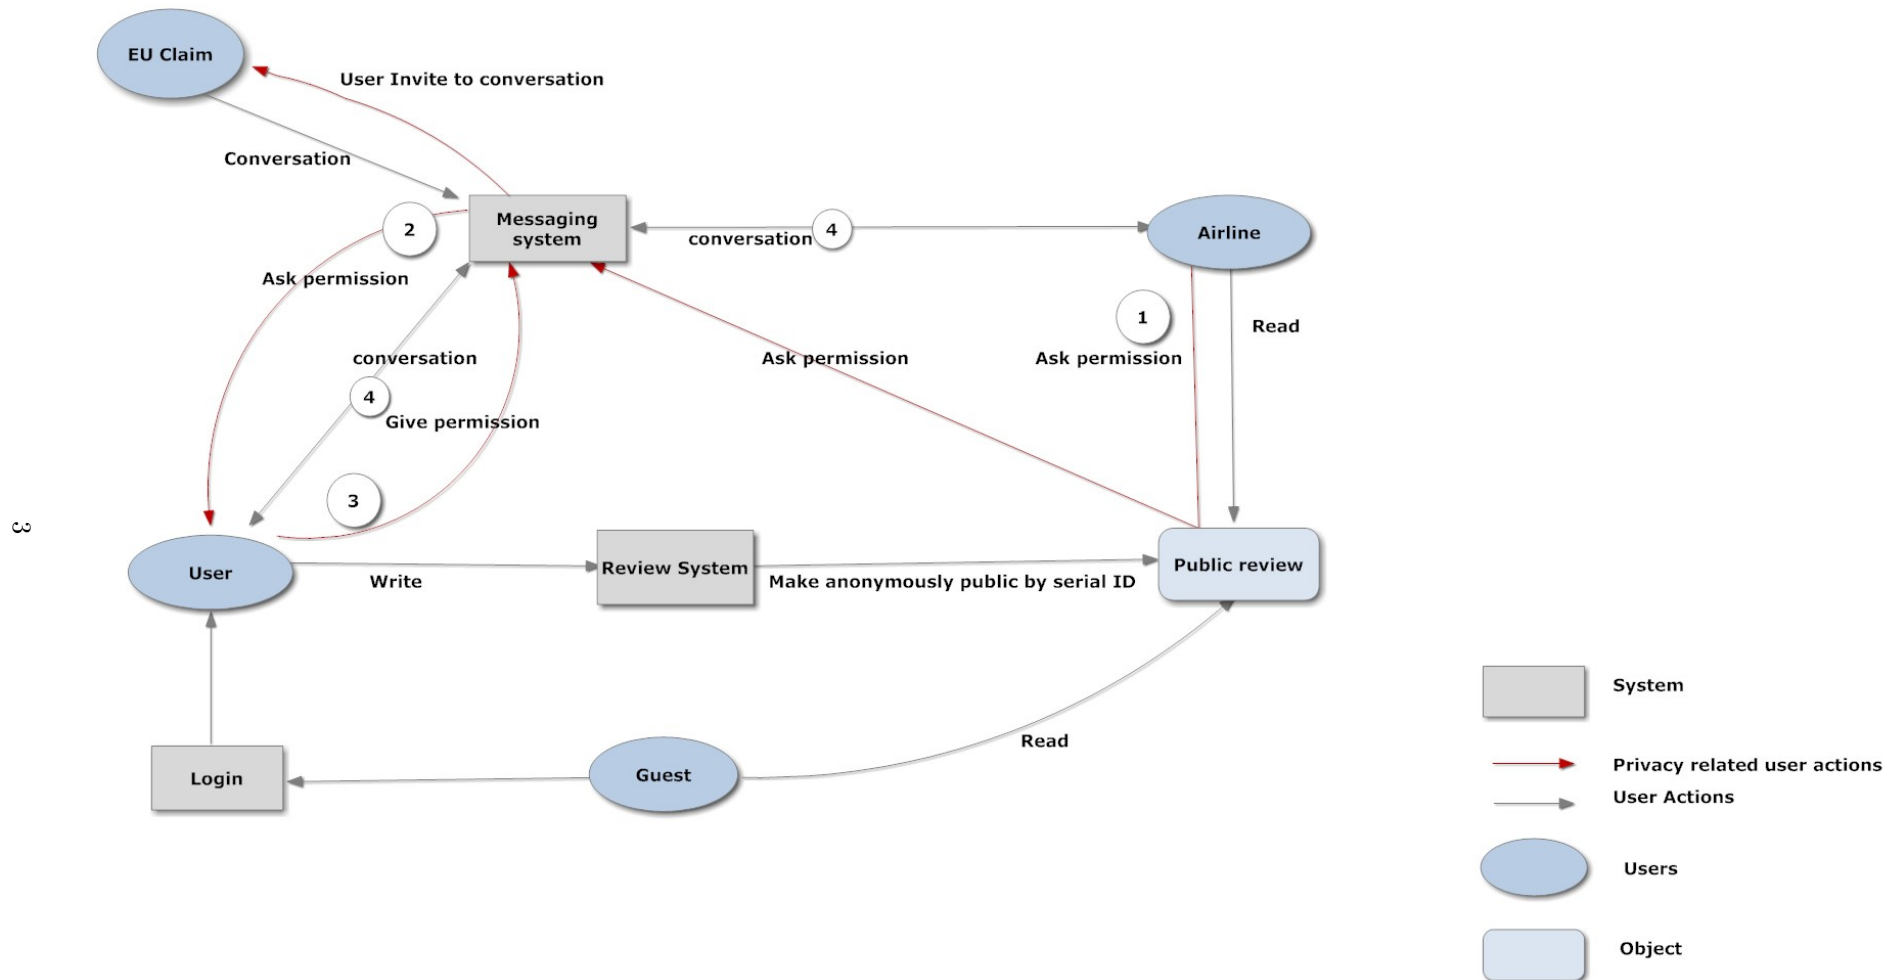 EU Claim
User Invite to conversation
Conversation
Messaging
system
2
4
conversation
Airline
Ask permission
1
Read
conversation
Ask permission
Ask permission
4
Give permission
3
3
User
Write
Review System
Make anonymously public by serial ID
Public review
System
Read
Privacy related user actions
Login
Guest
User Actions
Users
Object